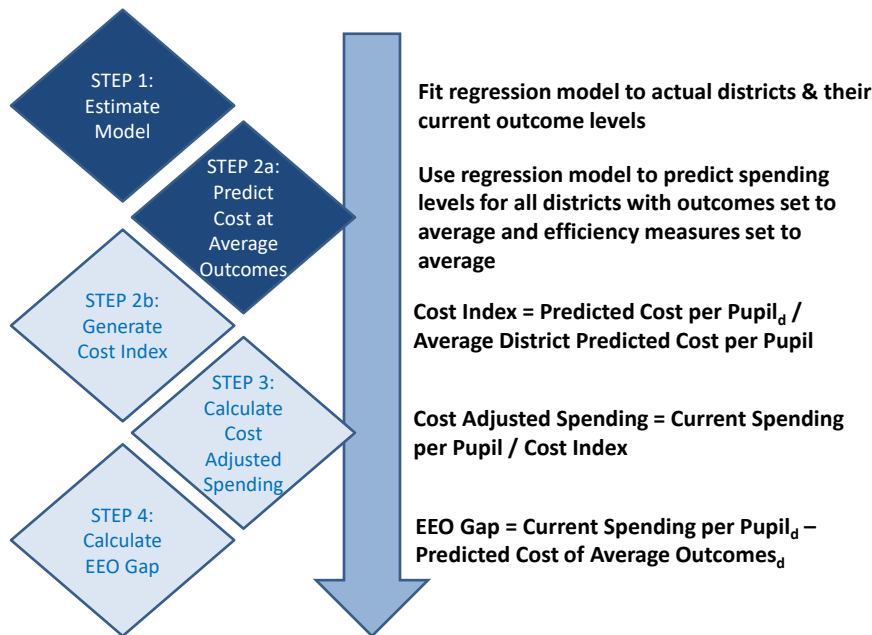 STEP 1:
Estimate
Model
Fit regression model to actual districts & their
current outcome levels
STEP 2a:
Predict
Cost at
Average
Outcomes
Use regression model to predict spending
levels for all districts with outcomes set to
average and efficiency measures set to
average
STEP 2b:
Generate
Cost Index
Cost Index = Predicted Cost per Pupil_d /
Average District Predicted Cost per Pupil
STEP 3:
Calculate
Cost
Adjusted
Spending
Cost Adjusted Spending = Current Spending
per Pupil / Cost Index
STEP 4:
Calculate
EEO Gap
EEO Gap = Current Spending per Pupil_d –
Predicted Cost of Average Outcomes_d